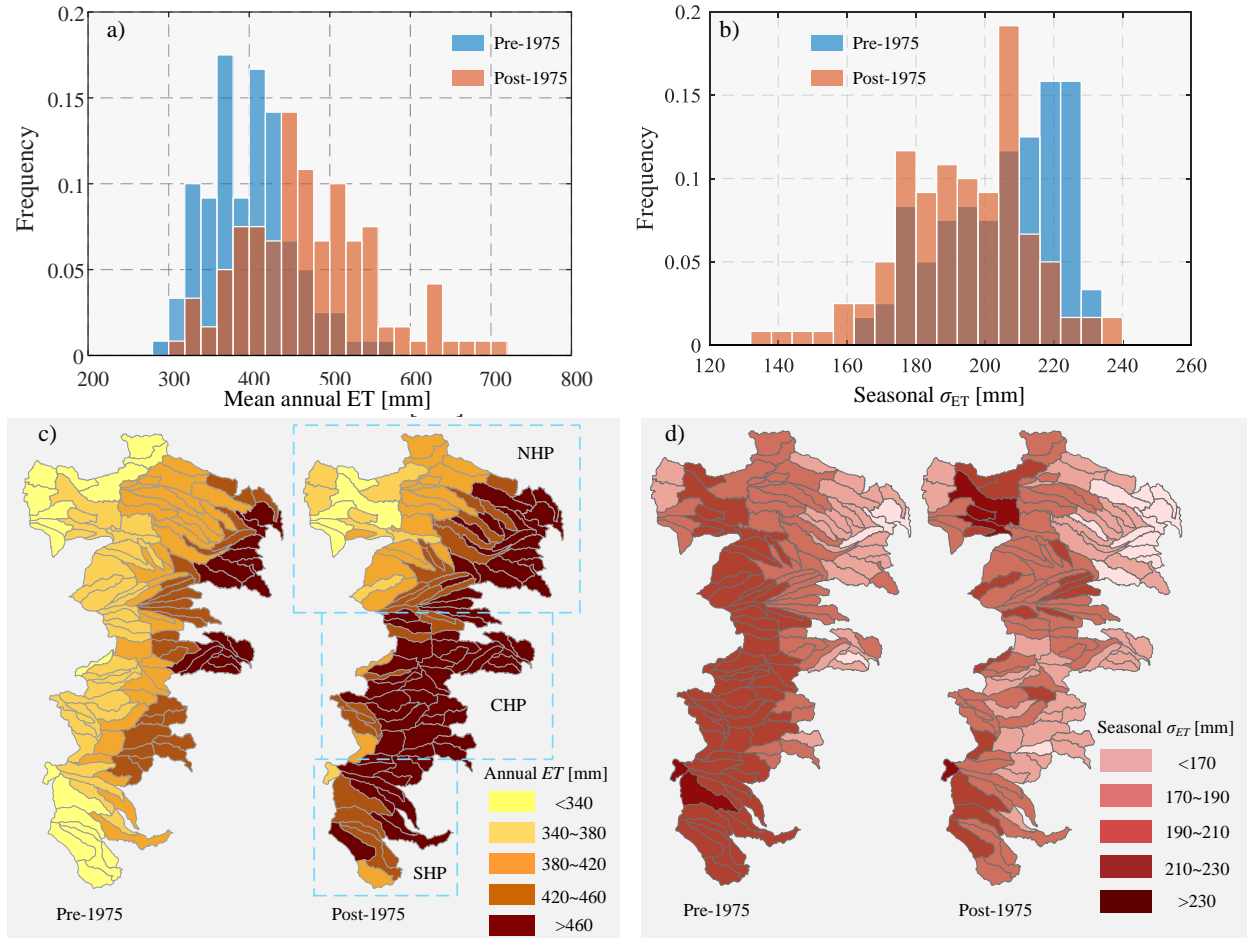 a)
0.2
0.15
0.1
0.05
0
Frequency
Pre-1975
Post-1975
200 300 400 500 600 700 800
Mean annual ET [mm]
b)
0.2
0.15
0.1
0.05
0
Frequency
Pre-1975
Post-1975
120 140 160 180 200 220 240 260
Seasonal σET [mm]
c)
NHP
CHP
SHP
Pre-1975
Post-1975
Annual ET [mm]
<340
340~380
380~420
420~460
>460
d)
Pre-1975
Post-1975
Seasonal σET [mm]
<170
170~190
190~210
210~230
>230